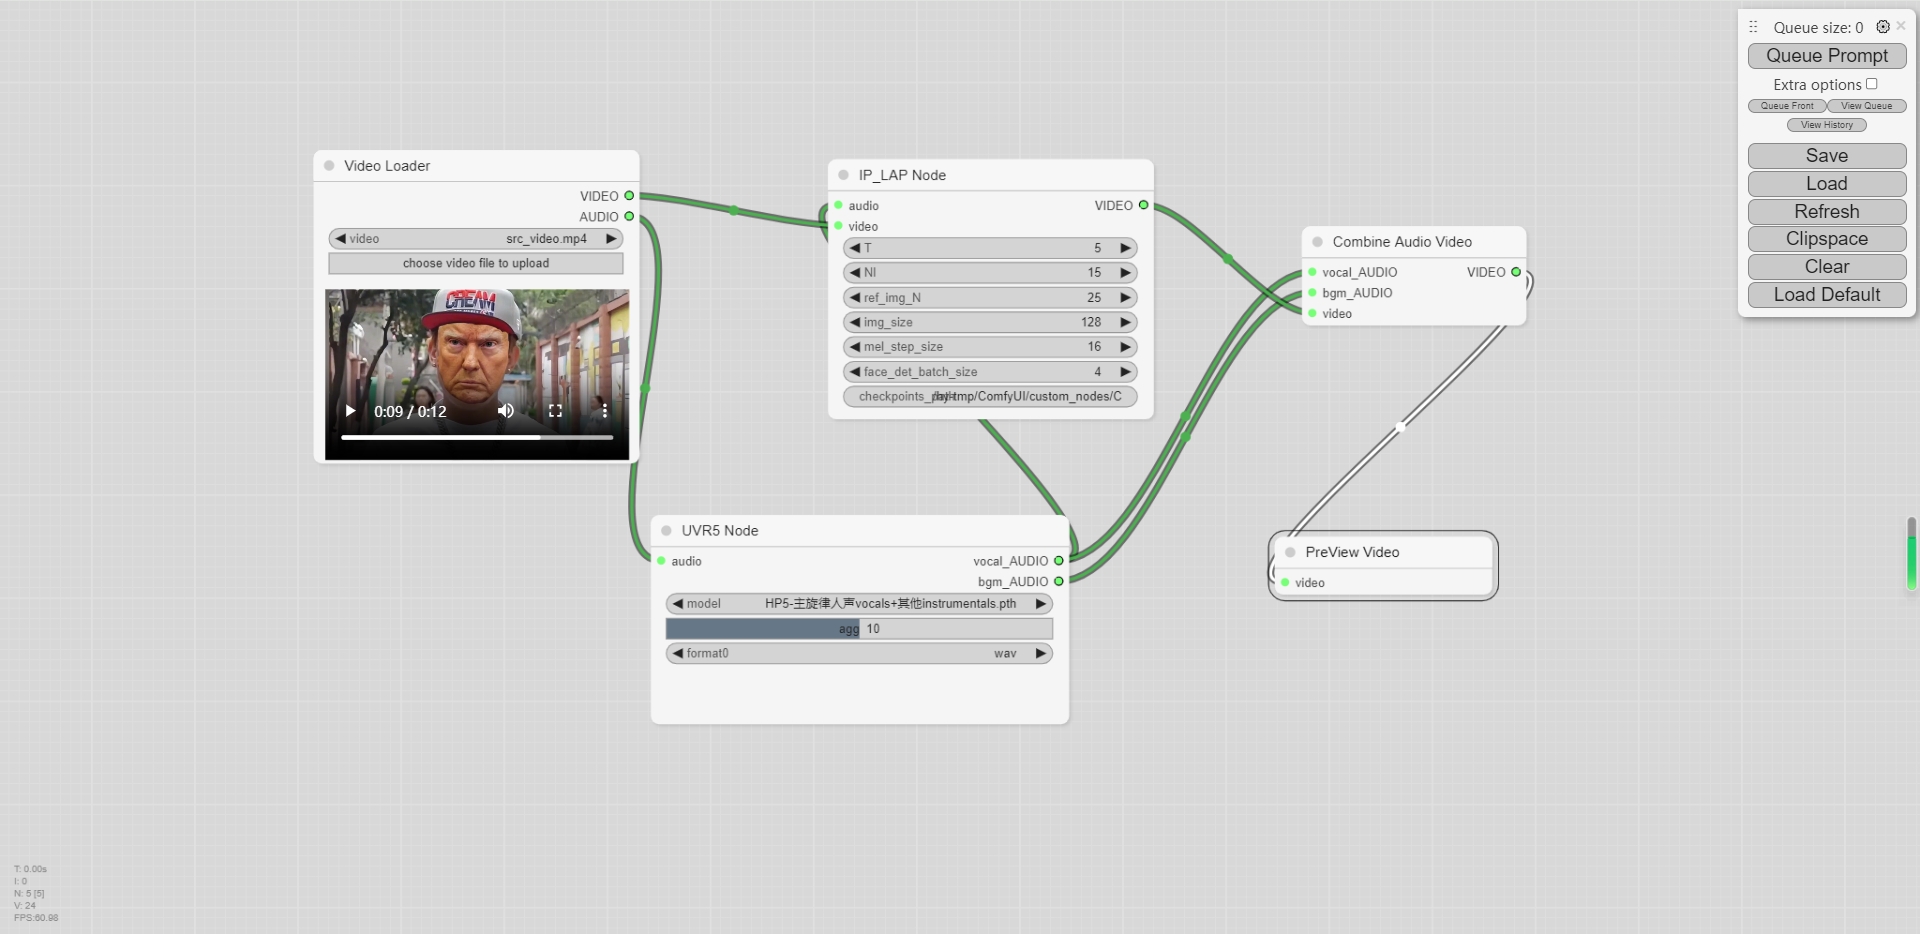 Queue size: 0
Queue Prompt
Extra options
Queue Front
View Queue
View History
Save
Load
Refresh
Clipspace
Clear
Load Default
Video Loader
VIDEO
AUDIO
video src_video.mp4
choose video file to upload
CREAM
0:09 / 0:12
IP_LAP Node
audio VIDEO
video
T 5
Nl 15
ref_img_N 25
img_size 128
mel_step_size 16
face_det_batch_size 4
tmp/ComfyUI/custom_nodes/C
Combine Audio Video
vocal_AUDIO VIDEO
bgm_AUDIO
video
UVR5 Node
audio vocal_AUDIO
bgm_AUDIO
model HP5-主旋律人声vocals+其他instrumentals.pth
agg 10
format0 wav
PreView Video
video
T: 0.00s
I: 0
N: 5 [5]
V: 24
FPS:60.98